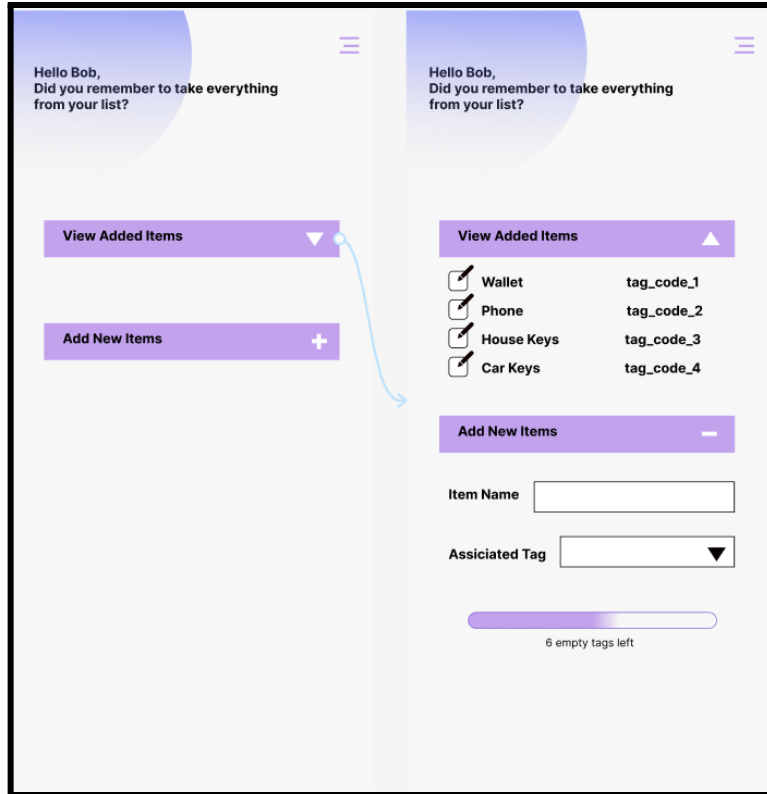 Hello Bob,
Did you remember to take everything
from your list?
View Added Items
Add New Items
Hello Bob,
Did you remember to take everything
from your list?
View Added Items
Wallet tag_code_1
Phone tag_code_2
House Keys tag_code_3
Car Keys tag_code_4
Add New Items
Item Name
Assiciated Tag
6 empty tags left